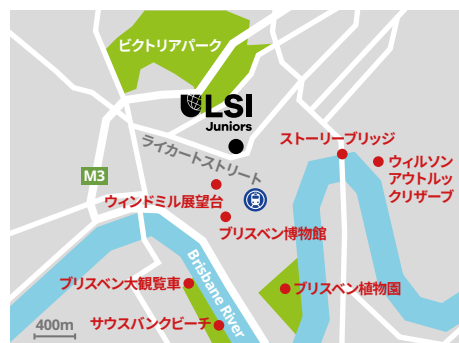 ビクトリアパーク
ULSI
Juniors
ライカートストリート
ストーリーブリッジ
M3
ウィルソン
アウトルッ
クリザーブ
ウィンドミル展望台
ブリスベン博物館
Brisbane River
ブリスベン大観覧車
ブリスベン植物園
サウスバンクビーチ
400m